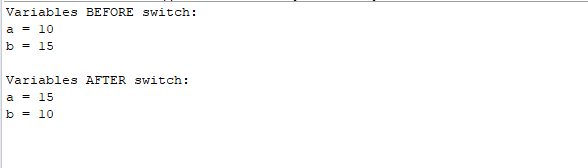 Variables BEFORE switch:
a = 10
b = 15
Variables AFTER switch:
a = 15
b = 10